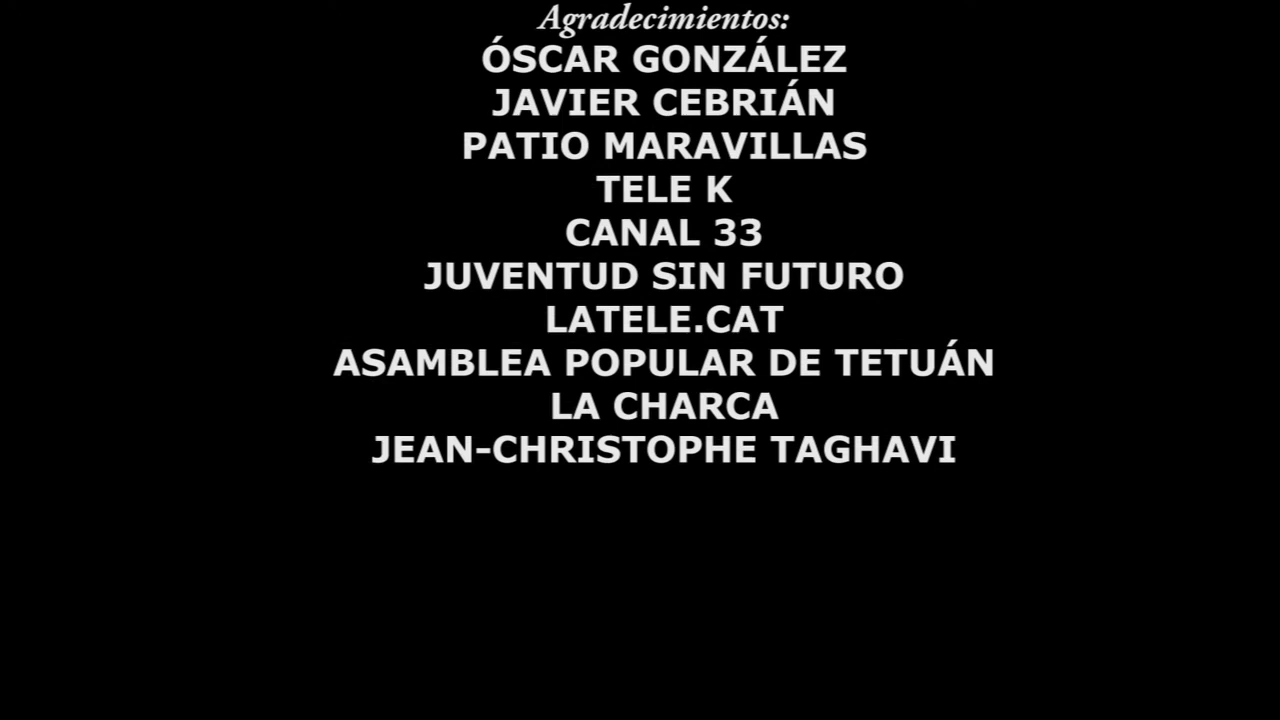 Agradecimientos:
ÓSCAR GONZÁLEZ
JAVIER CEBRIÁN
PATIO MARAVILLAS
TELE K
CANAL 33
JUVENTUD SIN FUTURO
LATELE.CAT
ASAMBLEA POPULAR DE TETUÁN
LA CHARCA
JEAN-CHRISTOPHE TAGHAVI